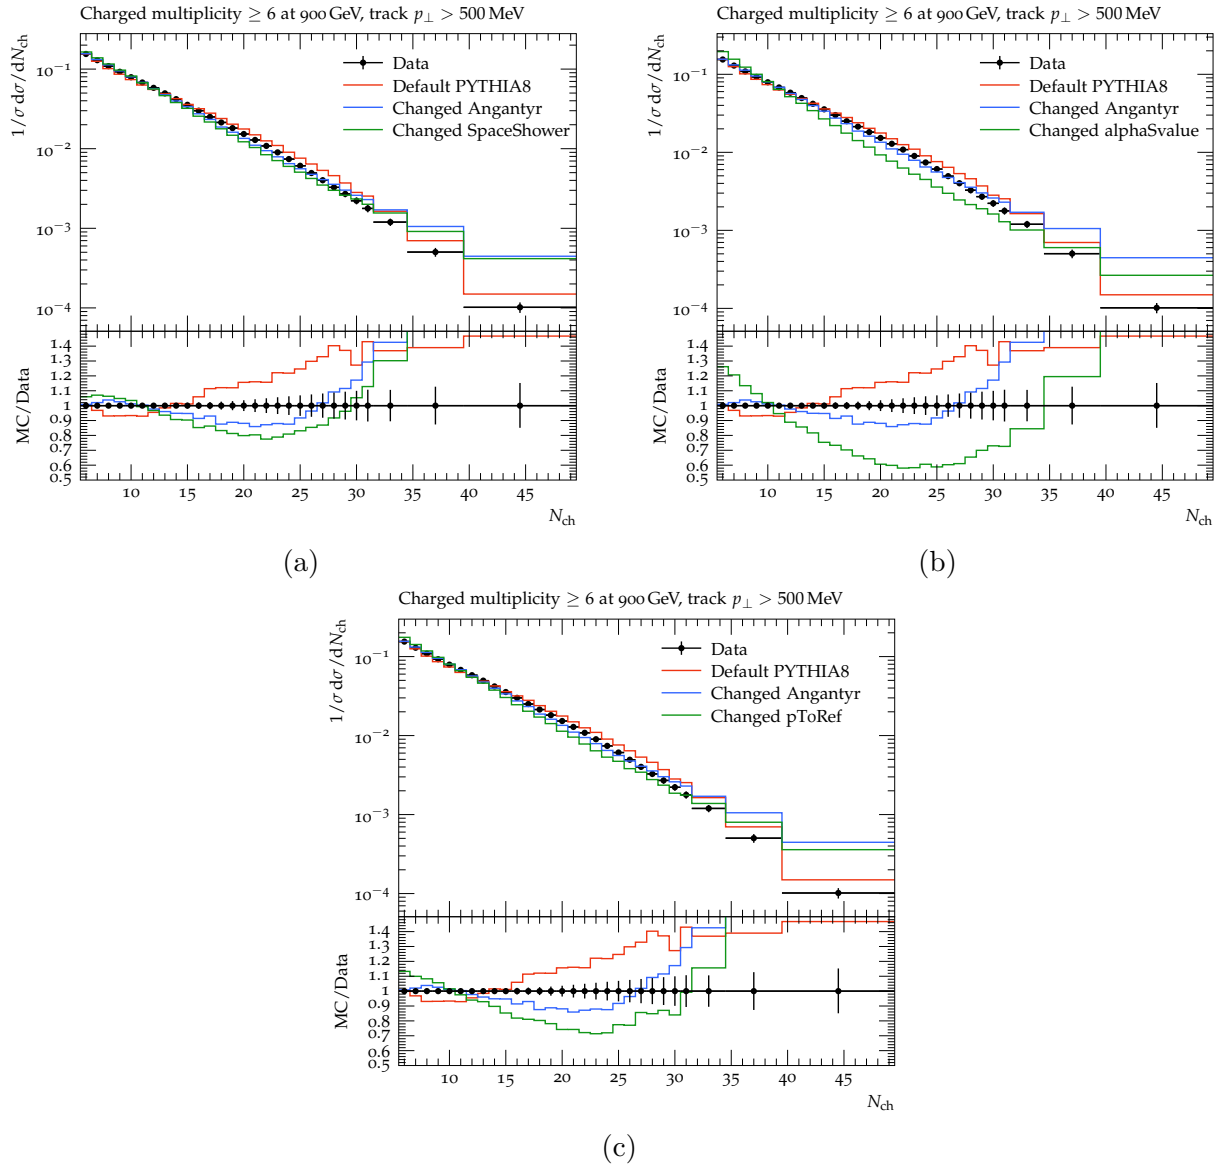 Charged multiplicity ≥ 6 at 900 GeV, track p⊥ > 500 MeV
1/σ dσ/dNch
Data
Default PYTHIA8
Changed Angantyr
Changed SpaceShower
10⁻¹
10⁻²
10⁻³
10⁻⁴
MC/Data
1.4
1.3
1.2
1.1
1
0.9
0.8
0.7
0.6
0.5
10 15 20 25 30 35 40 45
Nch
(a)
Charged multiplicity ≥ 6 at 900 GeV, track p⊥ > 500 MeV
1/σ dσ/dNch
Data
Default PYTHIA8
Changed Angantyr
Changed alphaSvalue
10⁻¹
10⁻²
10⁻³
10⁻⁴
MC/Data
1.4
1.3
1.2
1.1
1
0.9
0.8
0.7
0.6
0.5
10 15 20 25 30 35 40 45
Nch
(b)
Charged multiplicity ≥ 6 at 900 GeV, track p⊥ > 500 MeV
1/σ dσ/dNch
Data
Default PYTHIA8
Changed Angantyr
Changed pT0Ref
10⁻¹
10⁻²
10⁻³
10⁻⁴
MC/Data
1.4
1.3
1.2
1.1
1
0.9
0.8
0.7
0.6
0.5
10 15 20 25 30 35 40 45
Nch
(c)